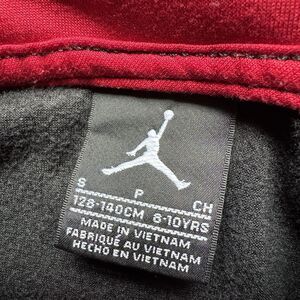 S P CH
128-140CM 8-10YRS
MADE IN VIETNAM
FABRIQUÉ AU VIETNAM
HECHO EN VIETNAM